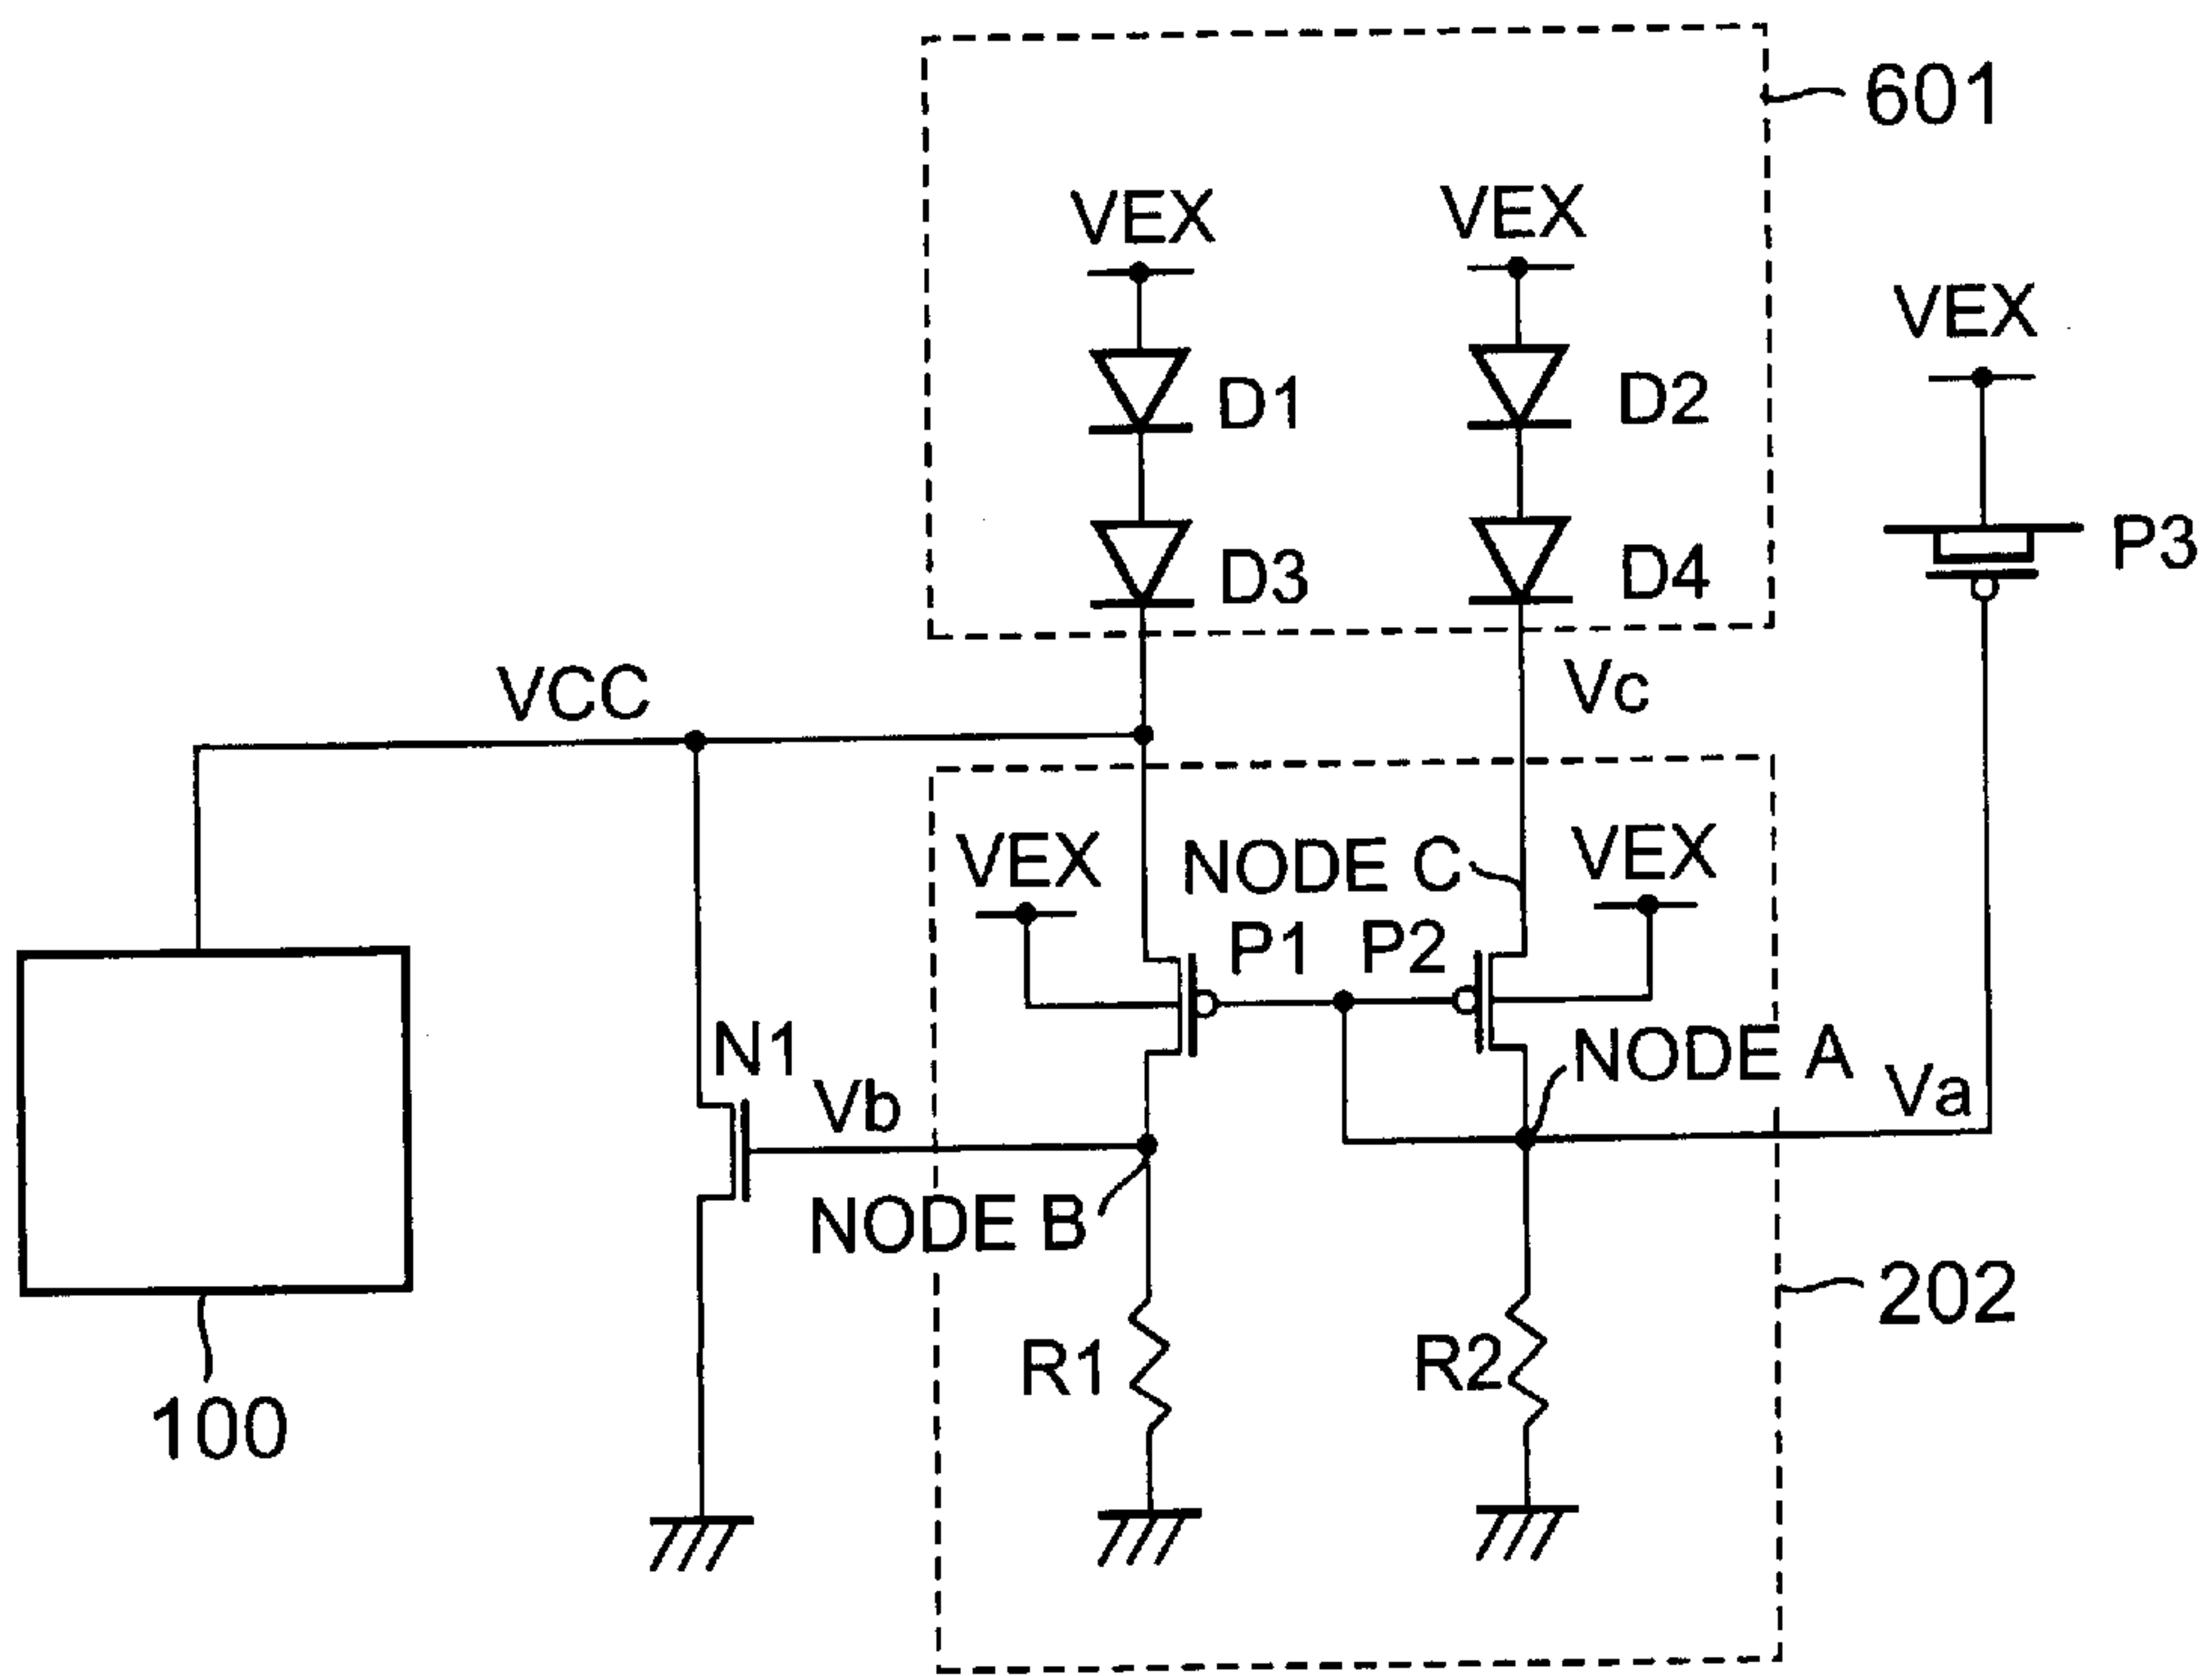 601
VEX
VEX
VEX
D1
D2
P3
D3
D4
VCC
Vc
VEX
NODE C
VEX
P1
P2
N1
NODE A
Vb
Va
NODE B
202
R1
R2
100